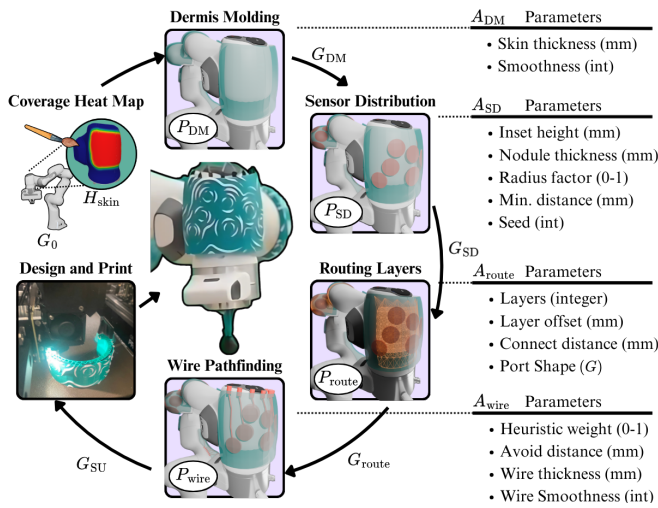 Dermis Molding
P_DM
G_DM
Coverage Heat Map
H_skin
G_0
Sensor Distribution
P_SD
G_SD
Design and Print
Routing Layers
P_route
Wire Pathfinding
P_wire
G_route
G_SU
A_DM Parameters
• Skin thickness (mm)
• Smoothness (int)
A_SD Parameters
• Inset height (mm)
• Nodule thickness (mm)
• Radius factor (0-1)
• Min. distance (mm)
• Seed (int)
A_route Parameters
• Layers (integer)
• Layer offset (mm)
• Connect distance (mm)
• Port Shape (G)
A_wire Parameters
• Heuristic weight (0-1)
• Avoid distance (mm)
• Wire thickness (mm)
• Wire Smoothness (int)